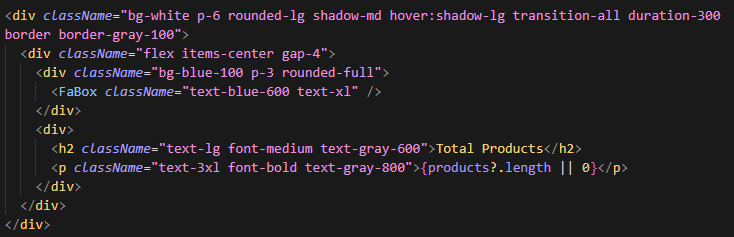 <div className="bg-white p-6 rounded-lg shadow-md hover:shadow-lg transition-all duration-300
border border-gray-100">
<div className="flex items-center gap-4">
<div className="bg-blue-100 p-3 rounded-full">
<FaBox className="text-blue-600 text-xl" />
</div>
<div>
<h2 className="text-lg font-medium text-gray-600">Total Products</h2>
<p className="text-3xl font-bold text-gray-800">{products?.length || 0}</p>
</div>
</div>
</div>